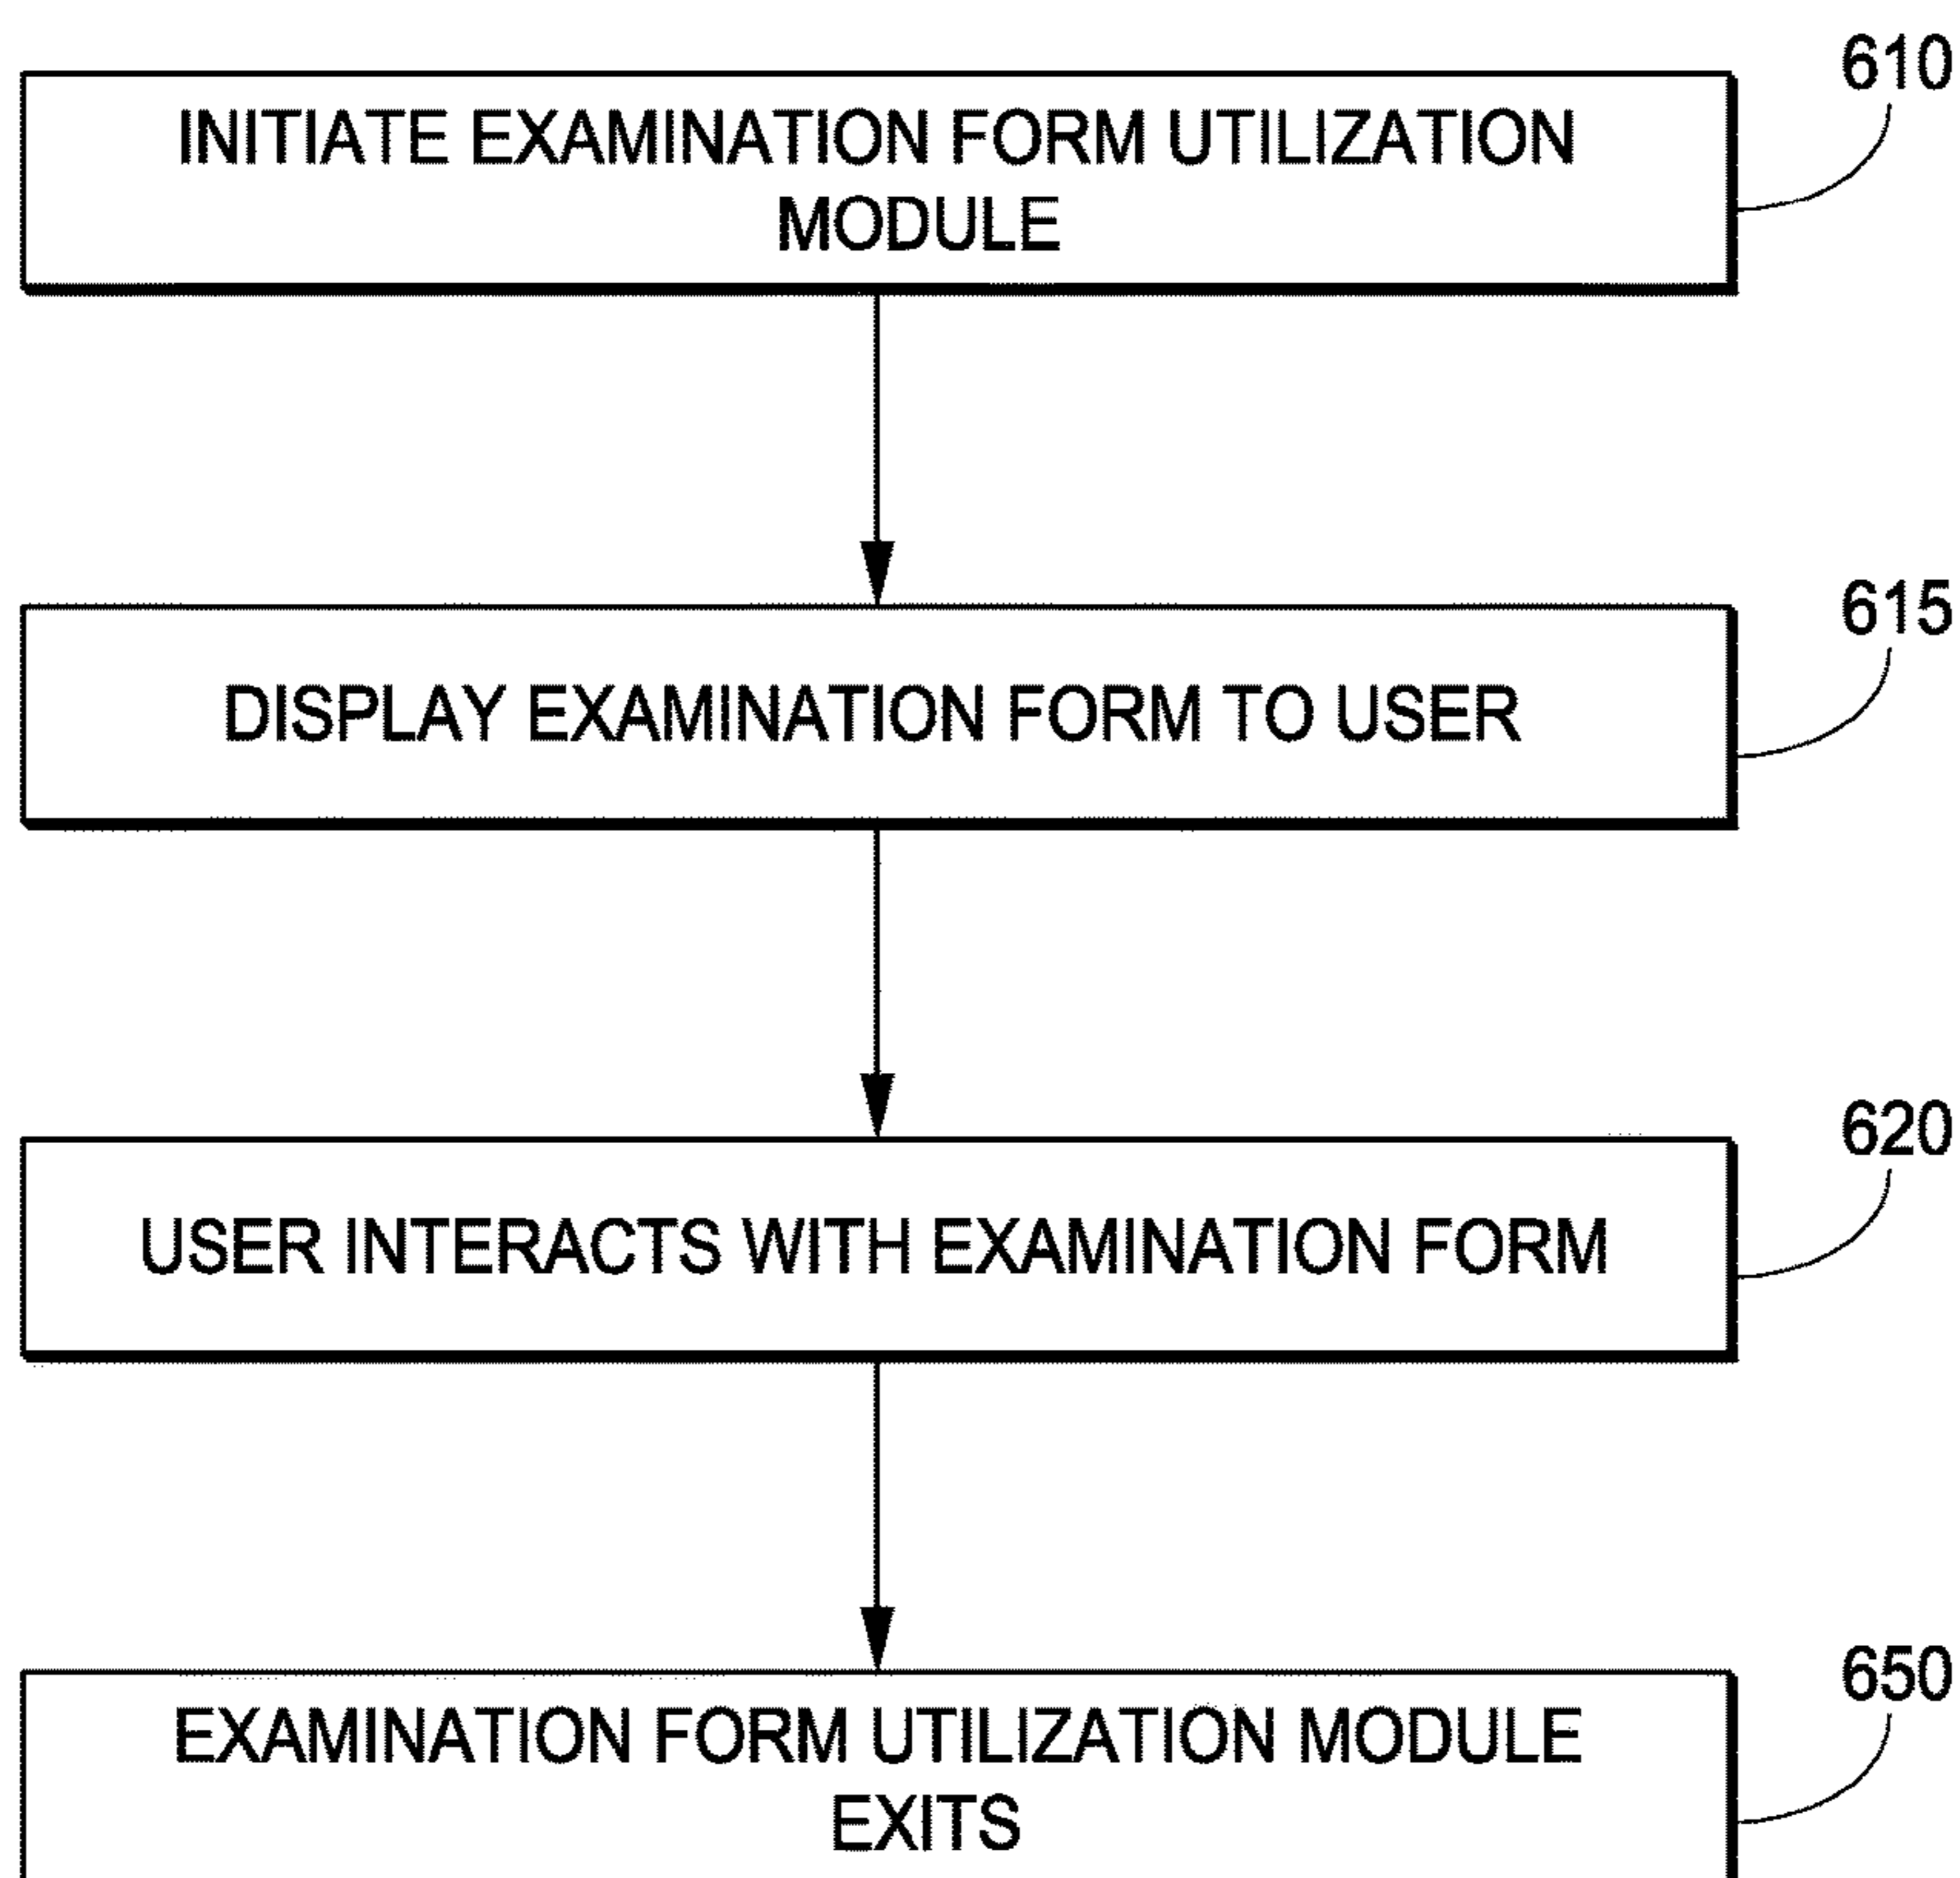 610
INITIATE EXAMINATION FORM UTILIZATION
MODULE
615
DISPLAY EXAMINATION FORM TO USER
620
USER INTERACTS WITH EXAMINATION FORM
650
EXAMINATION FORM UTILIZATION MODULE
EXITS